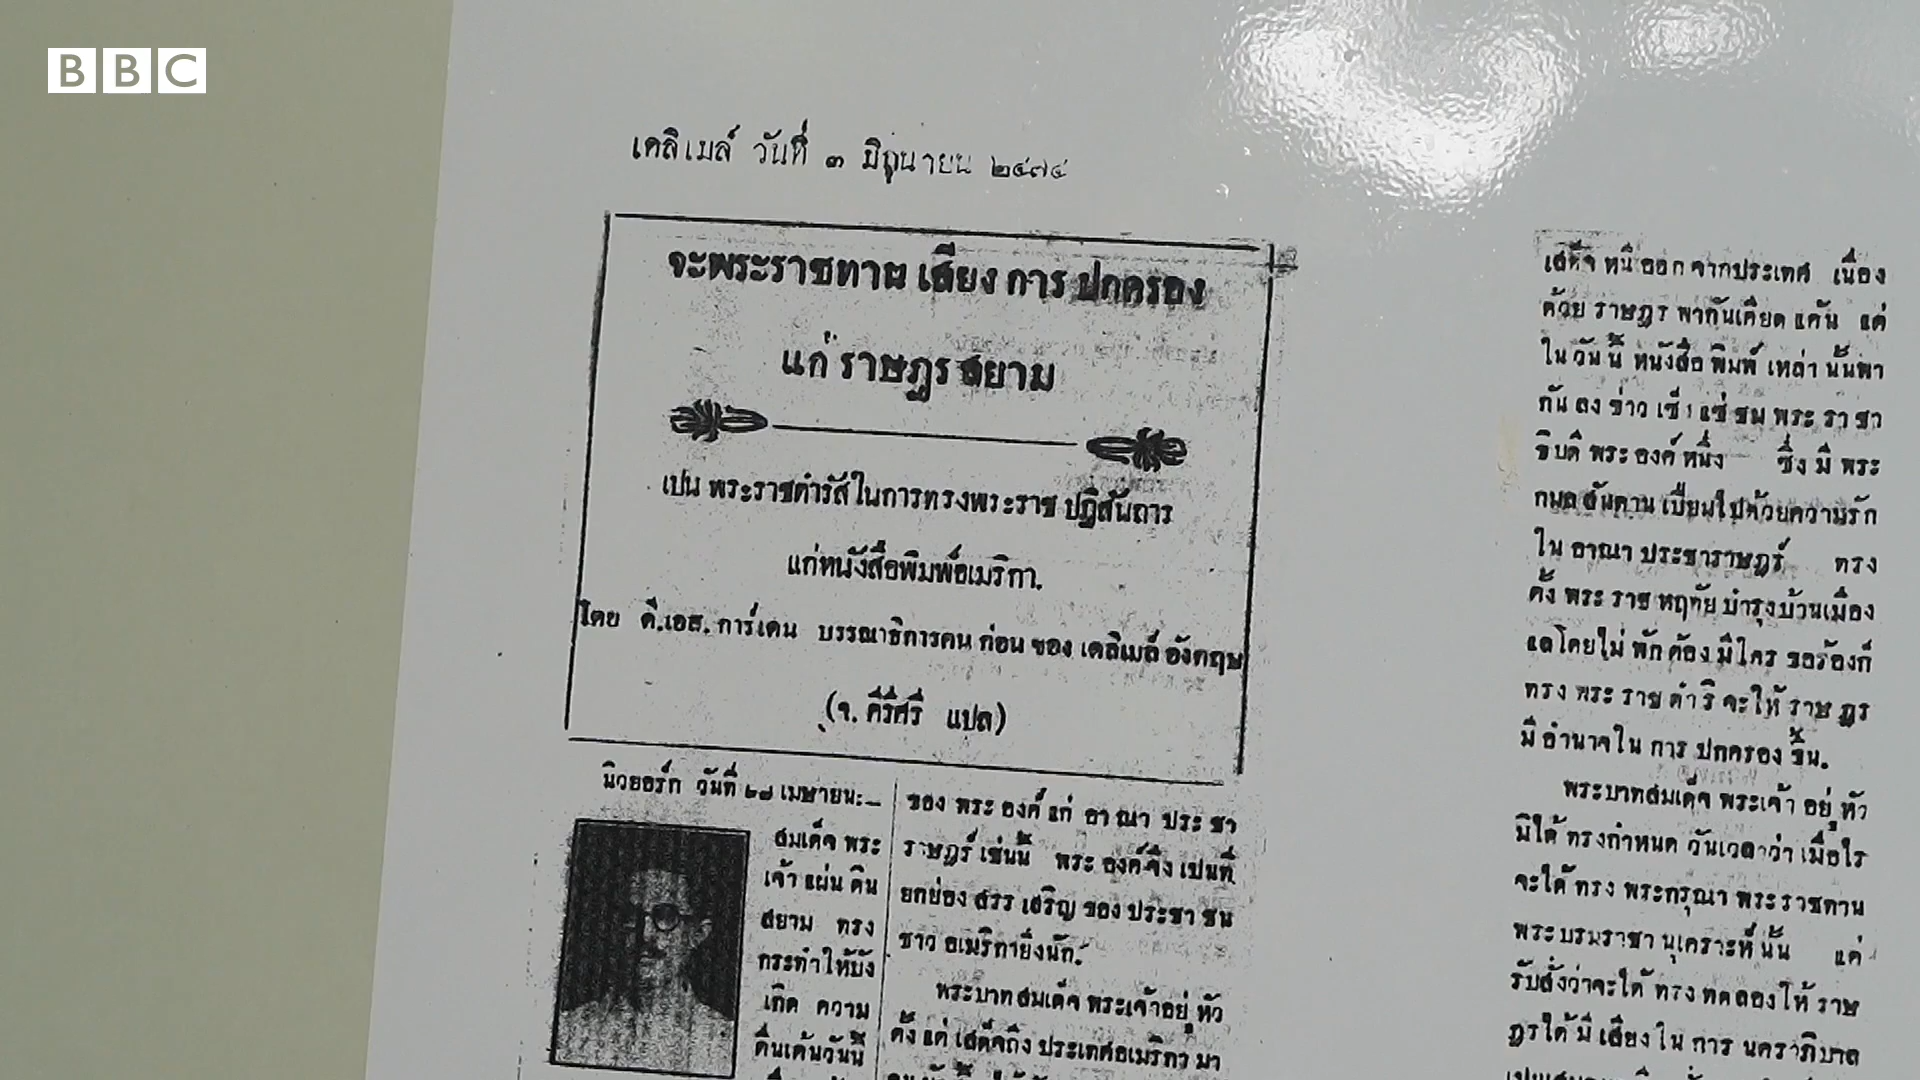 BBC
เดลิเมล์ วันที่ ๓ มิถุนายน ๒๔๗๔
จะพระราชทาน เสียง การ ปกครอง
แก่ ราษฎร สยาม
เปน พระราชดำรัสในการทรงพระราช ปฏิสันถาร
แก่หนังสือพิมพ์อเมริกา.
โดย ดี.เอส. การ์เดน บรรณาธิการคน ก่อน ของ เดลิเมล์ อังกฤษ
(จ. คีรีศรี แปล)
นิวยอร์ก วันที่ ๒๘ เมษายน:—
สมเด็จ พระ
เจ้า แผ่น ดิน
สยาม ทรง
กระทำ ให้บัง
เกิด ความ
ตื่นเต้นวันนี้
ของ พระ องค์ แก่ อา ณา ประ ชา
ราษฎร์ เช่นนี้ พระ องค์จึง เปนที่
ยกย่อง สรร เสริญ ของ ประชา ชน
ชาว อเมริกายิ่งนัก.
พระบาทสมเด็จ พระเจ้าอยู่ หัว
ตั้ง แต่ เสด็จถึง ประเทศอเมริกา มา
เสด็จ หนี ออก จากประเทศ เนื่อง
ด้วย ราษฎร พากันเคียด แค้น แต่
ใน วัน นี้ หนังสือ พิมพ์ เหล่า นั้นพา
กัน ลง ข่าว แซ่ ชม พระ รา ชา
ธิบดี พระ องค์ หนึ่ง ซึ่ง มี พระ
กมล สันดาน เปี่ยมไปด้วยความรัก
ใน อาณา ประชาราษฎร์ ทรง
ตั้ง พระ ราช หฤทัย บำรุงบ้านเมือง
แลโดยไม่ พัก ต้อง มี ใคร ขอร้องก็
ทรง พระ ราช ดำ ริ จะให้ ราษ ฎร
มี อำนาจใน การ ปกครอง ขึ้น.
พระบาทสมเด็จ พระเจ้า อยู่ หัว
มิได้ ทรงกำหนด วันเวลาว่า เมื่อไร
จะได้ ทรง พระกรุณา พระราชทาน
พระบรมราชา นุเคราะห์ นั้น แต่
รับสั่งว่าจะได้ ทรง ทดลองให้ ราษ
ฎรได้ มี เสียง ใน การ นคราภิบาล